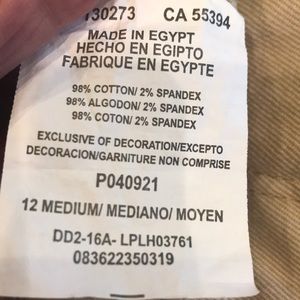 130273 CA 55394
MADE IN EGYPT
HECHO EN EGIPTO
FABRIQUE EN EGYPTE
98% COTTON/ 2% SPANDEX
98% ALGODON/ 2% SPANDEX
98% COTON/ 2% SPANDEX
EXCLUSIVE OF DECORATION/EXCEPTO
DECORACION/GARNITURE NON COMPRISE
P040921
12 MEDIUM/ MEDIANO/ MOYEN
DD2-16A- LPLH03761
083622350319